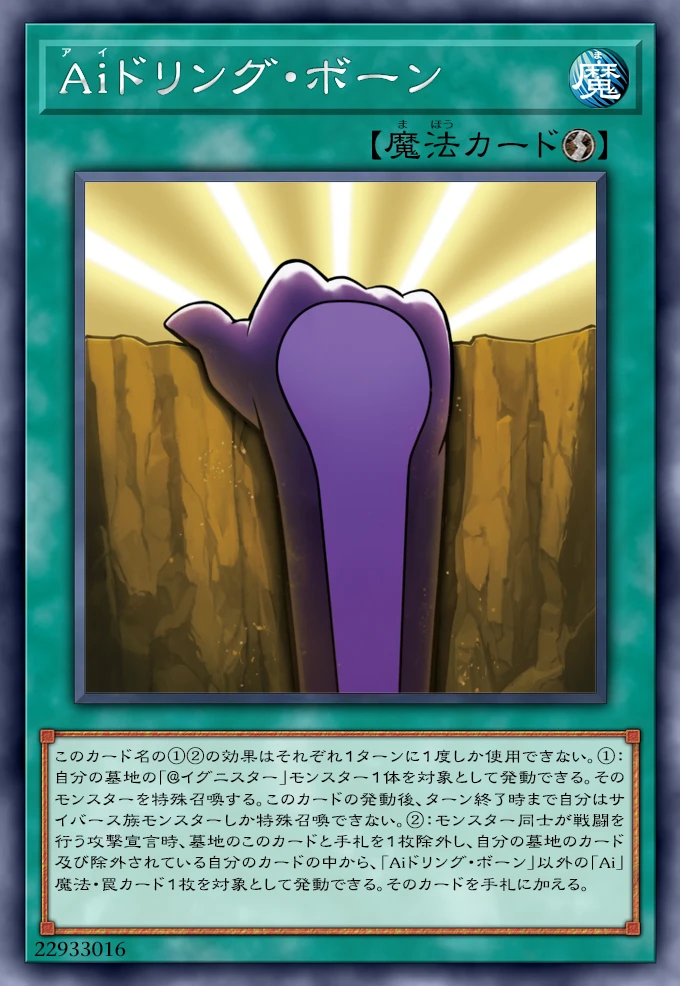 アイ
Aiドリング・ボーン
ま
魔
ま ほう
【魔法カード】
このカード名の①②の効果はそれぞれ1ターンに1度しか使用できない。①：
自分の墓地の「@イグニスター」モンスター1体を対象として発動できる。その
モンスターを特殊召喚する。このカードの発動後、ターン終了時まで自分はサ
イバース族モンスターしか特殊召喚できない。②：モンスター同士が戦闘を
行う攻撃宣言時、墓地のこのカードと手札を1枚除外し、自分の墓地のカード
及び除外されている自分のカードの中から、「Aiドリング・ボーン」以外の「Ai」
魔法・罠カード1枚を対象として発動できる。そのカードを手札に加える。
22933016